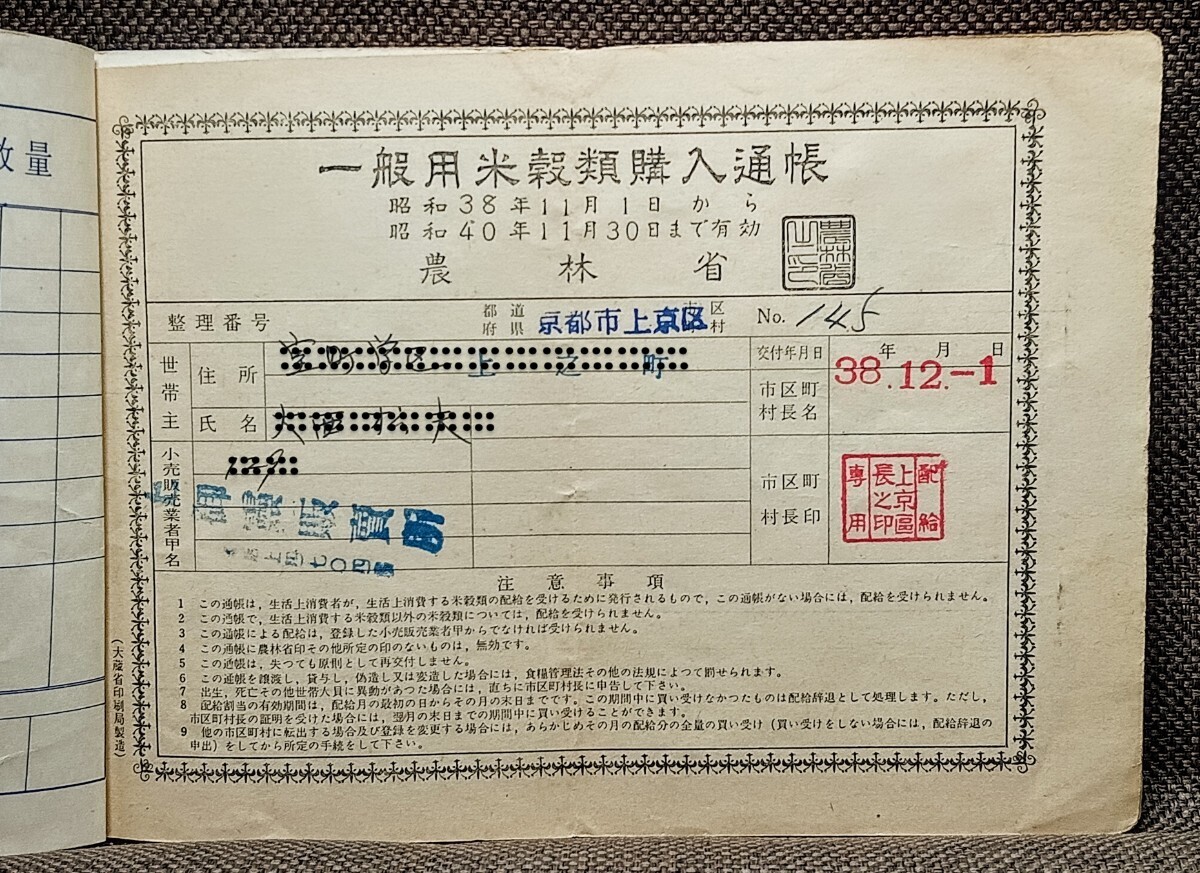 数量
一般用米穀類購入通帳
昭和38年11月1日から
昭和40年11月30日まで有効
農林省
農林省之印
整理番号 都道府県 京都市上京区 市区町村 No. 145
世帯主 住所 上之町
氏名
交付年月日 年月日 38.12.-1
市区町村長名
小売販売業者甲名 129
販賣所
市区町村長印
配給 上京區長之印 専用
注意事項
1 この通帳は，生活上消費者が，生活上消費する米穀類の配給を受けるために発行されるもので，この通帳がない場合には，配給を受けられません。
2 この通帳で，生活上消費する米穀類以外の米穀類については，配給を受けられません。
3 この通帳による配給は，登録した小売販売業者甲からでなければ受けられません。
4 この通帳に農林省印その他所定の印のないものは，無効です。
5 この通帳は，失つても原則として再交付しません。
6 この通帳を譲渡し，貸与し，偽造し又は変造した場合には，食糧管理法その他の法規によつて罰せられます。
7 出生，死亡その他世帯人員に異動があつた場合には，直ちに市区町村長に申告して下さい。
8 配給割当の有効期間は，配給月の最初の日からその月の末日までです。この期間中に買い受けなかつたものは配給辞退として処理します。ただし，
市区町村長の証明を受けた場合には，翌月の末日までの期間中に買い受けることができます。
9 他の市区町村に転出する場合及び登録を変更する場合には，あらかじめその月の配給分の全量の買い受け（買い受けをしない場合には，配給辞退の
申出）をしてから所定の手続をして下さい。
（大蔵省印刷局製造）